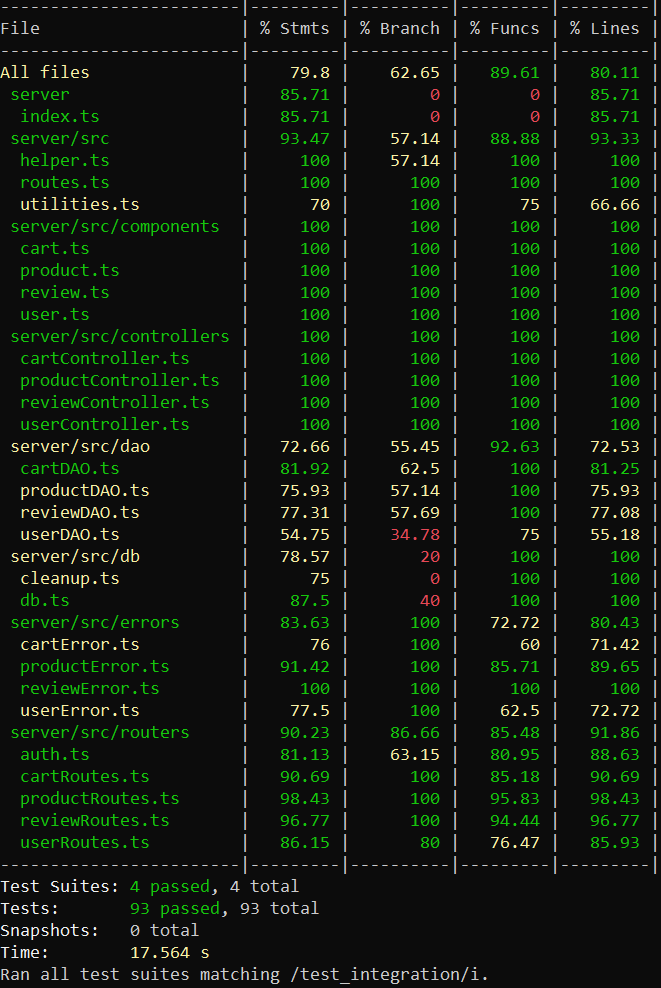 -------------------------|---------|----------|---------|---------|
File                     | % Stmts | % Branch | % Funcs | % Lines |
-------------------------|---------|----------|---------|---------|
All files                |    79.8 |    62.65 |   89.61 |   80.11 |
 server                  |   85.71 |        0 |       0 |   85.71 |
  index.ts               |   85.71 |        0 |       0 |   85.71 |
 server/src              |   93.47 |    57.14 |   88.88 |   93.33 |
  helper.ts              |     100 |    57.14 |     100 |     100 |
  routes.ts              |     100 |      100 |     100 |     100 |
  utilities.ts           |      70 |      100 |      75 |   66.66 |
 server/src/components   |     100 |      100 |     100 |     100 |
  cart.ts                |     100 |      100 |     100 |     100 |
  product.ts             |     100 |      100 |     100 |     100 |
  review.ts              |     100 |      100 |     100 |     100 |
  user.ts                |     100 |      100 |     100 |     100 |
 server/src/controllers  |     100 |      100 |     100 |     100 |
  cartController.ts      |     100 |      100 |     100 |     100 |
  productController.ts   |     100 |      100 |     100 |     100 |
  reviewController.ts    |     100 |      100 |     100 |     100 |
  userController.ts      |     100 |      100 |     100 |     100 |
 server/src/dao          |   72.66 |    55.45 |   92.63 |   72.53 |
  cartDAO.ts             |   81.92 |     62.5 |     100 |   81.25 |
  productDAO.ts          |   75.93 |    57.14 |     100 |   75.93 |
  reviewDAO.ts           |   77.31 |    57.69 |     100 |   77.08 |
  userDAO.ts             |   54.75 |    34.78 |      75 |   55.18 |
 server/src/db           |   78.57 |       20 |     100 |     100 |
  cleanup.ts             |      75 |        0 |     100 |     100 |
  db.ts                  |    87.5 |       40 |     100 |     100 |
 server/src/errors       |   83.63 |      100 |   72.72 |   80.43 |
  cartError.ts           |      76 |      100 |      60 |   71.42 |
  productError.ts        |   91.42 |      100 |   85.71 |   89.65 |
  reviewError.ts         |     100 |      100 |     100 |     100 |
  userError.ts           |    77.5 |      100 |    62.5 |   72.72 |
 server/src/routers      |   90.23 |    86.66 |   85.48 |   91.86 |
  auth.ts                |   81.13 |    63.15 |   80.95 |   88.63 |
  cartRoutes.ts          |   90.69 |      100 |   85.18 |   90.69 |
  productRoutes.ts       |   98.43 |      100 |   95.83 |   98.43 |
  reviewRoutes.ts        |   96.77 |      100 |   94.44 |   96.77 |
  userRoutes.ts          |   86.15 |       80 |   76.47 |   85.93 |
-------------------------|---------|----------|---------|---------|
Test Suites: 4 passed, 4 total
Tests:       93 passed, 93 total
Snapshots:   0 total
Time:        17.564 s
Ran all test suites matching /test_integration/i.